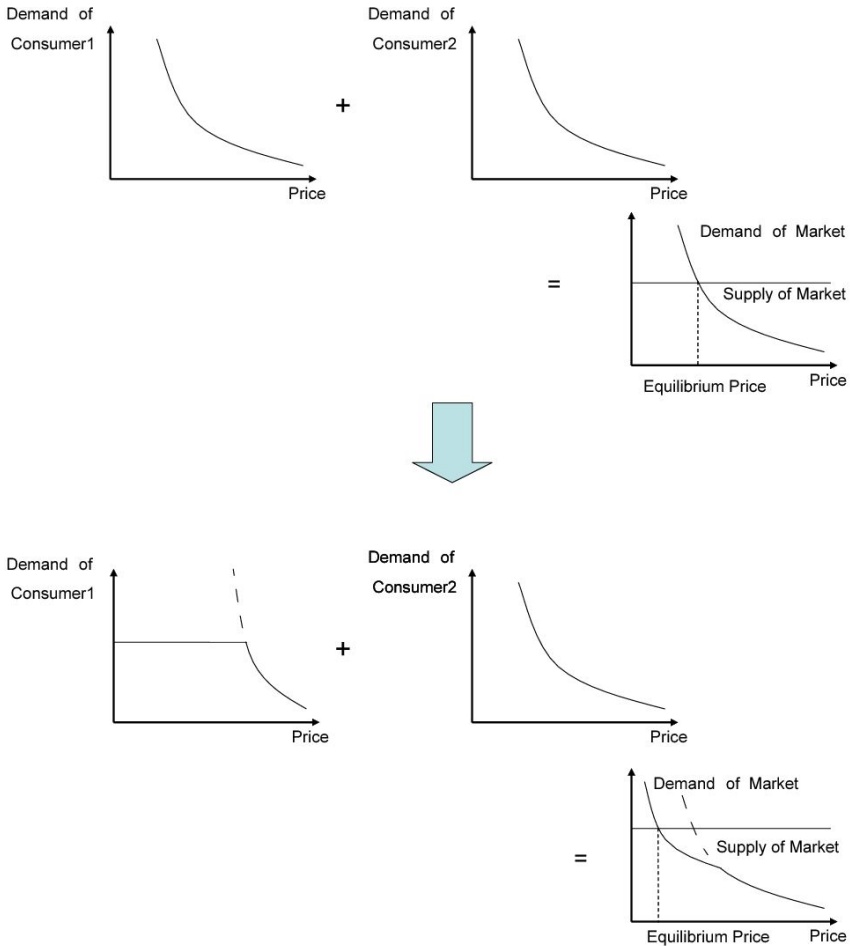 Demand of
Consumer1
Demand of
Consumer2
+
Price
Price
Demand of Market
=
Supply of Market
Equilibrium Price
Price
Demand of
Consumer1
Demand of
Consumer2
+
Price
Price
Demand of Market
=
Supply of Market
Equilibrium Price
Price